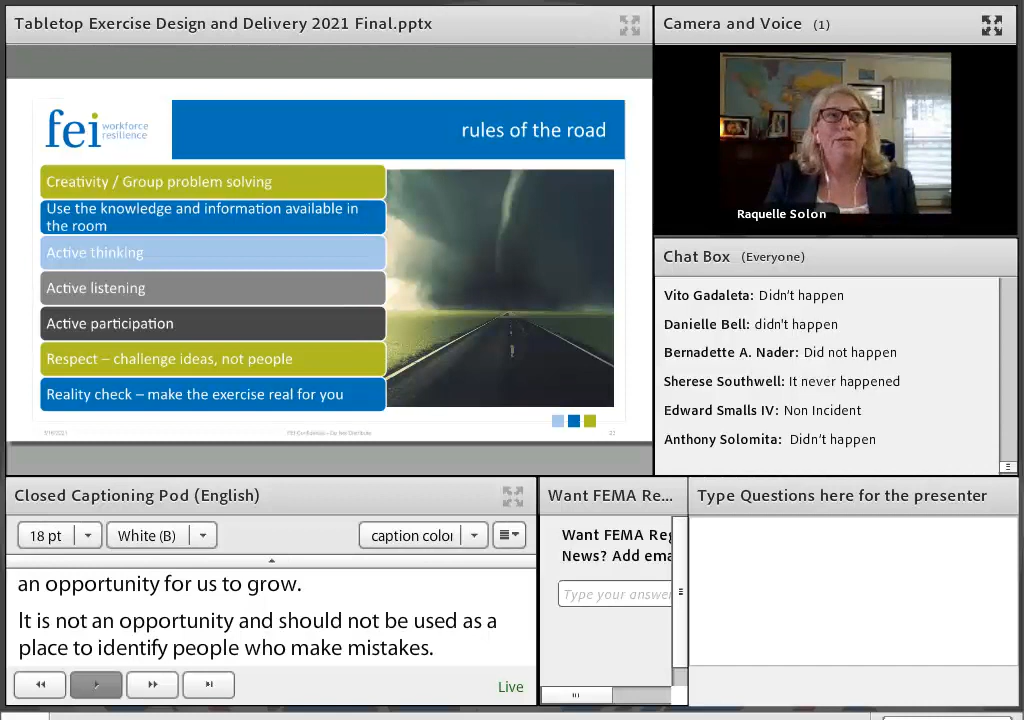 Tabletop Exercise Design and Delivery 2021 Final.pptx
fei workforce
resilience
rules of the road
Creativity / Group problem solving
Use the knowledge and information available in
the room
Active thinking
Active listening
Active participation
Respect – challenge ideas, not people
Reality check – make the exercise real for you
Camera and Voice (1)
Raquelle Solon
Chat Box (Everyone)
Vito Gadaleta: Didn't happen
Danielle Bell: didn't happen
Bernadette A. Nader: Did not happen
Sherese Southwell: It never happened
Edward Smalls IV: Non Incident
Anthony Solomita: Didn't happen
Closed Captioning Pod (English)
18 pt
White (B)
caption color
an opportunity for us to grow.
It is not an opportunity and should not be used as a
place to identify people who make mistakes.
Live
Want FEMA Re...
Want FEMA Reg
News? Add ema
Type your answer
Type Questions here for the presenter